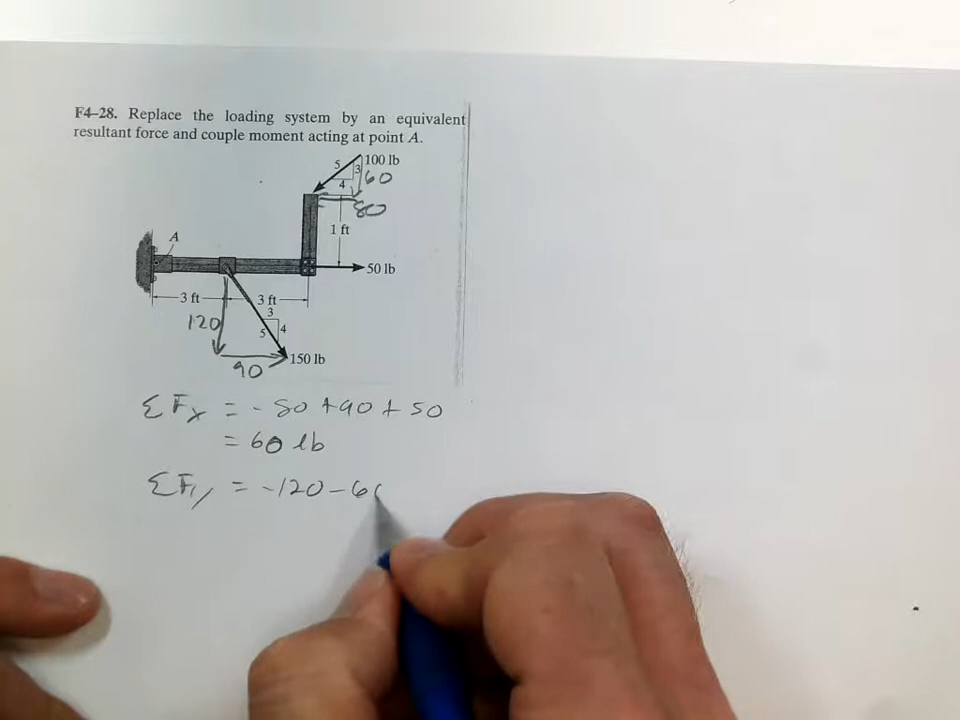 F4–28. Replace the loading system by an equivalent
resultant force and couple moment acting at point A.
5
100 lb
3
60
4
80
1 ft
A
50 lb
3 ft
3 ft
3
120
5
4
150 lb
90
ΣFx = -80 + 90 + 50
= 60 lb
ΣFy = -120 - 60